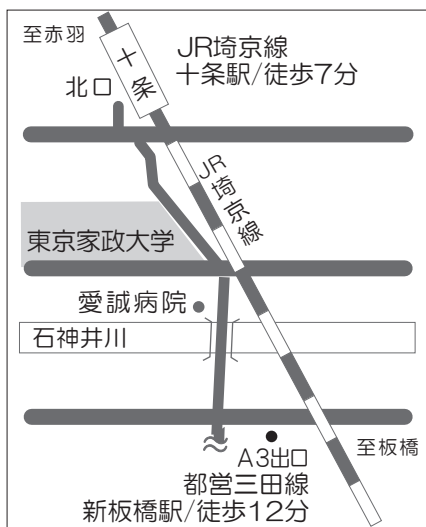 至赤羽
十条
JR埼京線
十条駅/徒歩7分
北口
JR埼京線
東京家政大学
愛誠病院
石神井川
A3出口
至板橋
都営三田線
新板橋駅/徒歩12分